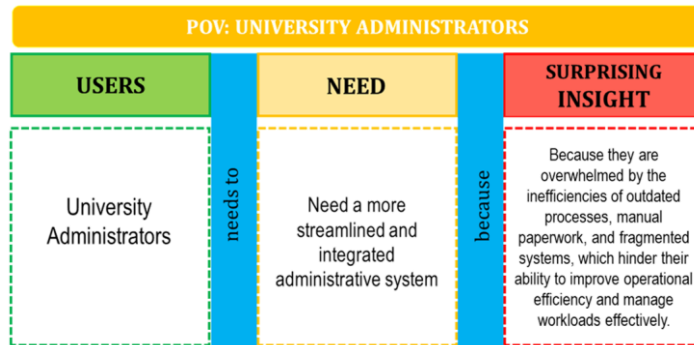 POV: UNIVERSITY ADMINISTRATORS
USERS
University
Administrators
needs to
NEED
Need a more
streamlined and
integrated
administrative system
because
SURPRISING
INSIGHT
Because they are
overwhelmed by the
inefficiencies of outdated
processes, manual
paperwork, and fragmented
systems, which hinder their
ability to improve operational
efficiency and manage
workloads effectively.